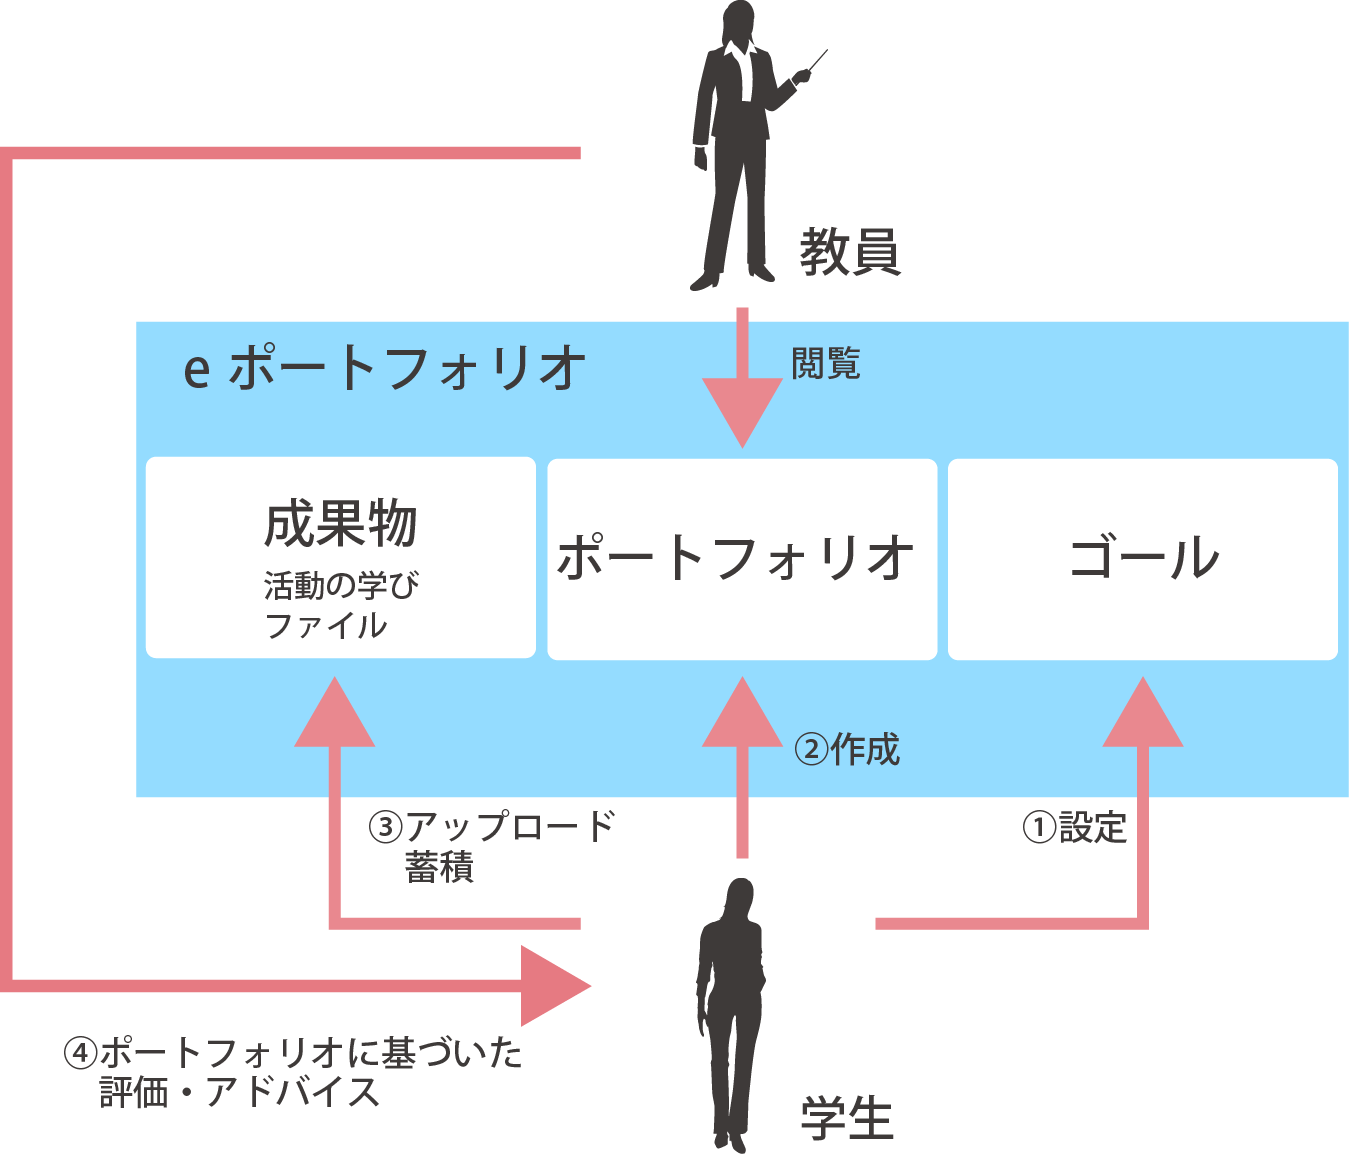 教員
e ポートフォリオ
閲覧
成果物
活動の学び
ファイル
ポートフォリオ
ゴール
②作成
③アップロード
蓄積
①設定
④ポートフォリオに基づいた
評価・アドバイス
学生